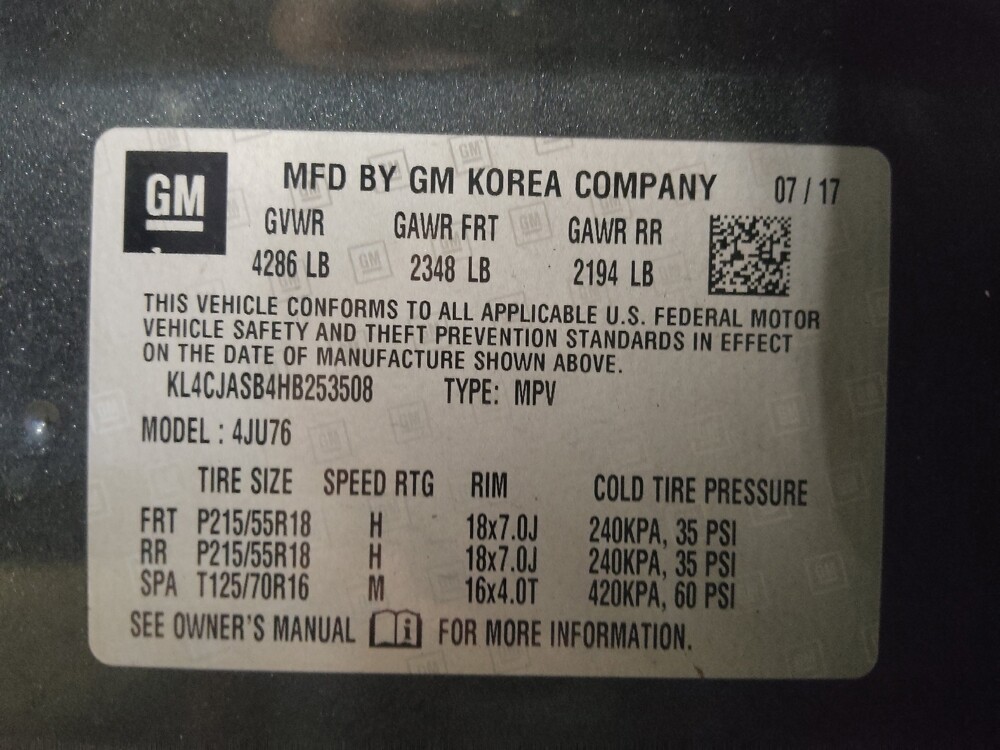 GM
MFD BY GM KOREA COMPANY 07 / 17
GVWR GAWR FRT GAWR RR
4286 LB 2348 LB 2194 LB
THIS VEHICLE CONFORMS TO ALL APPLICABLE U.S. FEDERAL MOTOR
VEHICLE SAFETY AND THEFT PREVENTION STANDARDS IN EFFECT
ON THE DATE OF MANUFACTURE SHOWN ABOVE.
KL4CJASB4HB253508 TYPE: MPV
MODEL : 4JU76
TIRE SIZE SPEED RTG RIM COLD TIRE PRESSURE
FRT P215/55R18 H 18x7.0J 240KPA, 35 PSI
RR P215/55R18 H 18x7.0J 240KPA, 35 PSI
SPA T125/70R16 M 16x4.0T 420KPA, 60 PSI
SEE OWNER'S MANUAL i FOR MORE INFORMATION.